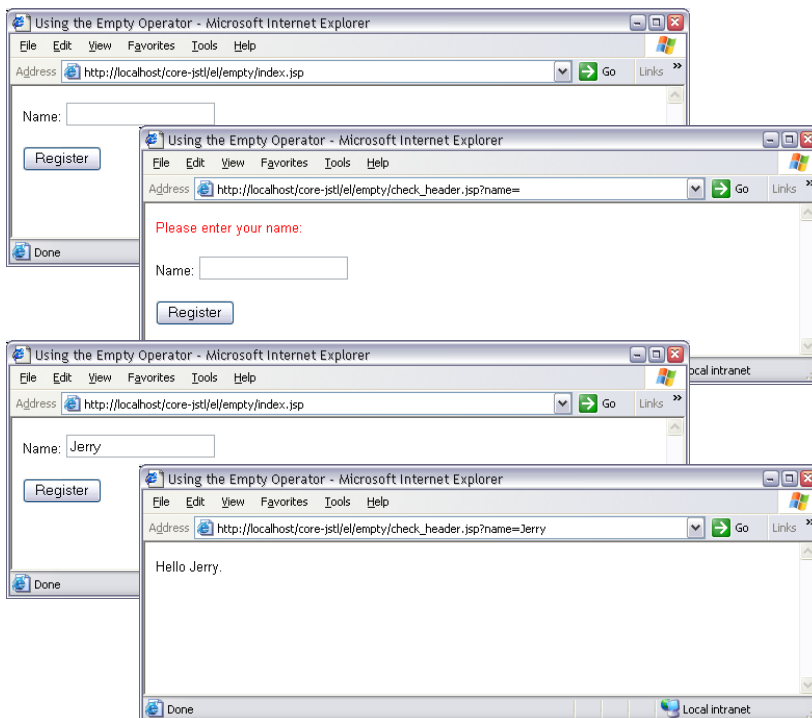 Using the Empty Operator - Microsoft Internet Explorer
File Edit View Favorites Tools Help
Address http://localhost/core-jstl/el/empty/index.jsp Go Links »
Name:
Register
Done
Using the Empty Operator - Microsoft Internet Explorer
File Edit View Favorites Tools Help
Address http://localhost/core-jstl/el/empty/check_header.jsp?name= Go Links »
Please enter your name:
Name:
Register
ocal intranet
Using the Empty Operator - Microsoft Internet Explorer
File Edit View Favorites Tools Help
Address http://localhost/core-jstl/el/empty/index.jsp Go Links »
Name: Jerry
Register
Done
Using the Empty Operator - Microsoft Internet Explorer
File Edit View Favorites Tools Help
Address http://localhost/core-jstl/el/empty/check_header.jsp?name=Jerry Go Links »
Hello Jerry.
Done Local intranet